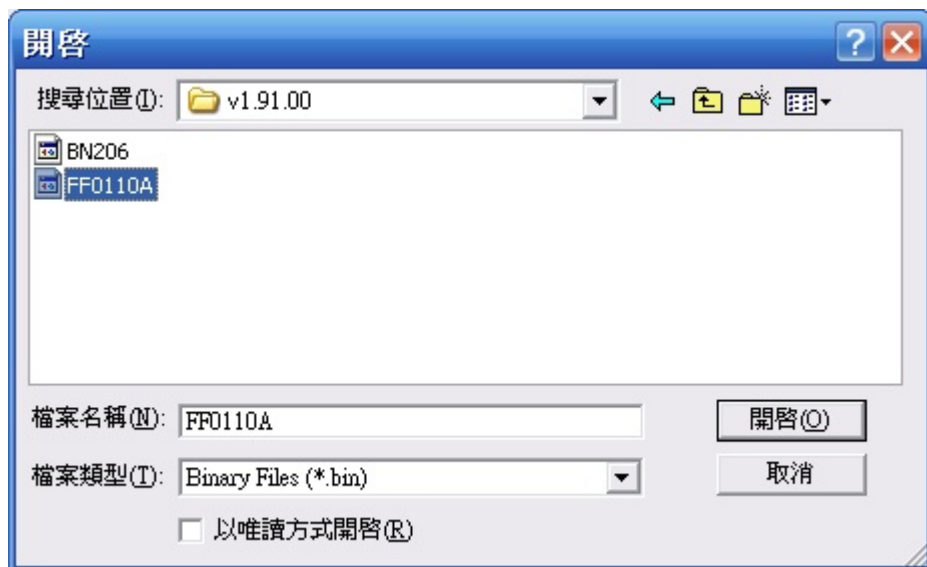 開啓
搜尋位置(I): v1.91.00
BN206
FF0110A
檔案名稱(N): FF0110A 開啓(O)
檔案類型(T): Binary Files (*.bin) 取消
以唯讀方式開啓(R)